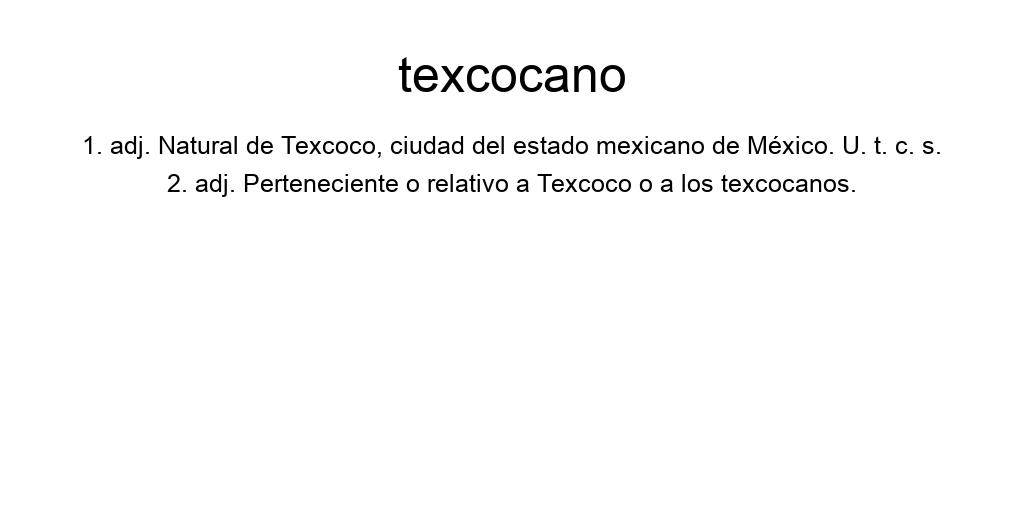 texcocano
1. adj. Natural de Texcoco, ciudad del estado mexicano de México. U. t. c. s.
2. adj. Perteneciente o relativo a Texcoco o a los texcocanos.